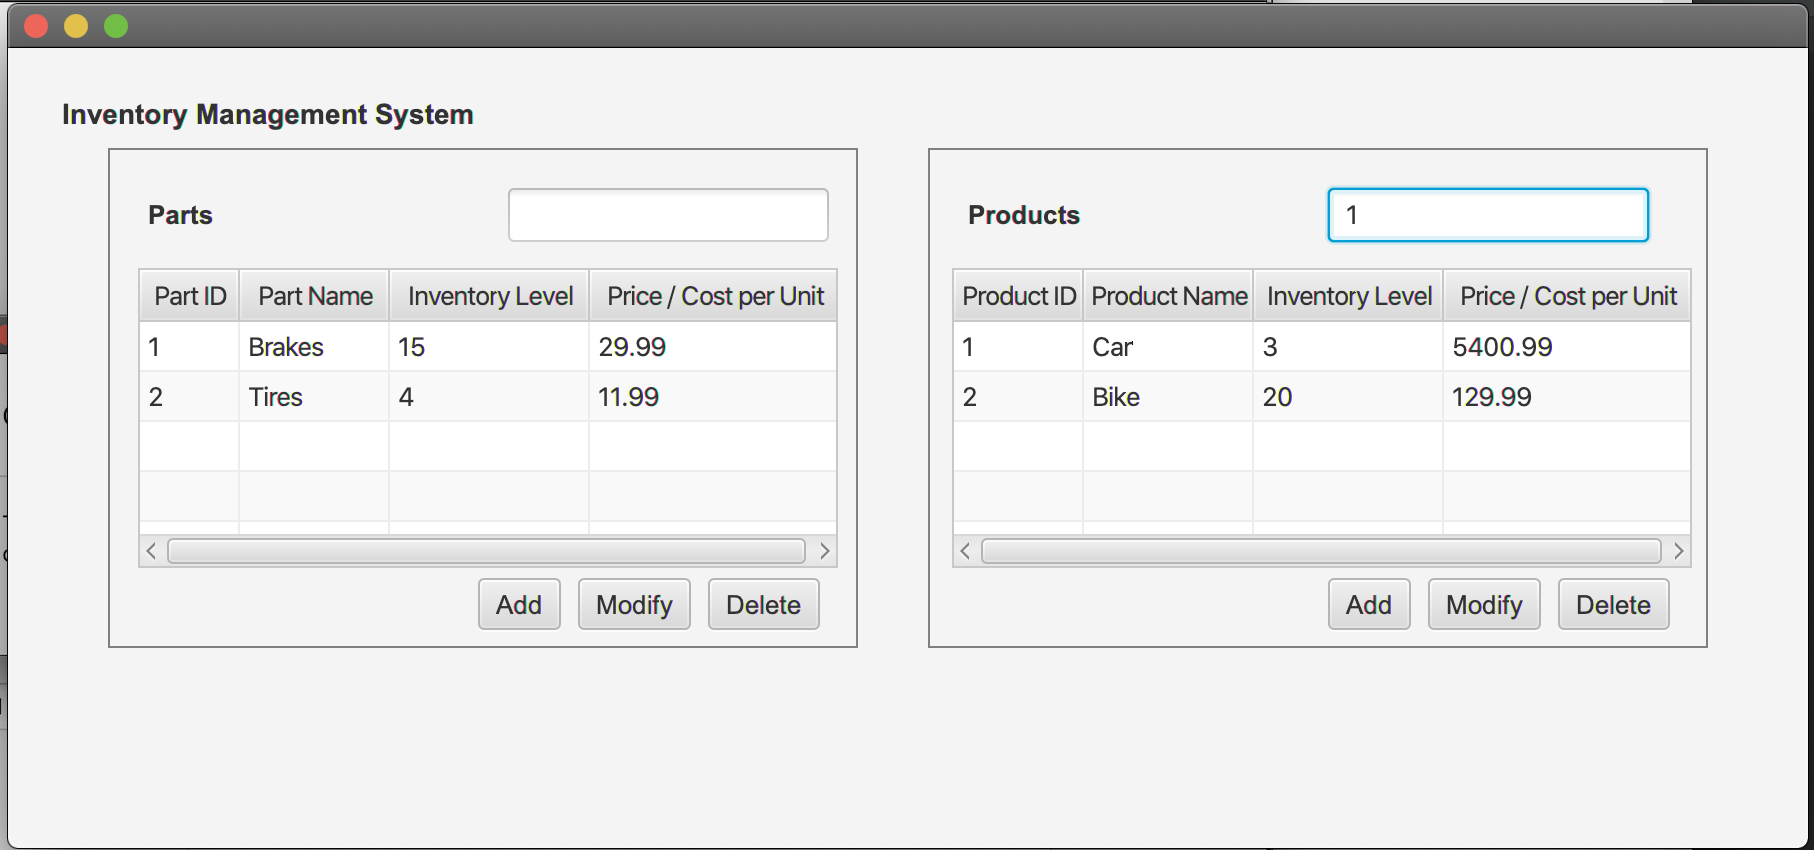 Inventory Management System
Parts
Part ID Part Name Inventory Level Price / Cost per Unit
1 Brakes 15 29.99
2 Tires 4 11.99
Add Modify Delete
Products 1
Product ID Product Name Inventory Level Price / Cost per Unit
1 Car 3 5400.99
2 Bike 20 129.99
Add Modify Delete